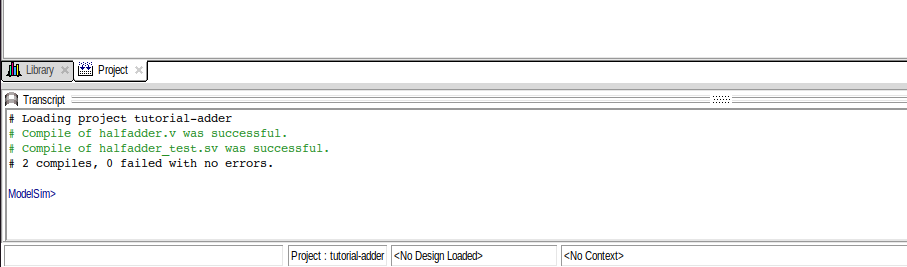 Library
Project
Transcript
# Loading project tutorial-adder
# Compile of halfadder.v was successful.
# Compile of halfadder_test.sv was successful.
# 2 compiles, 0 failed with no errors.
ModelSim>
Project : tutorial-adder
<No Design Loaded>
<No Context>